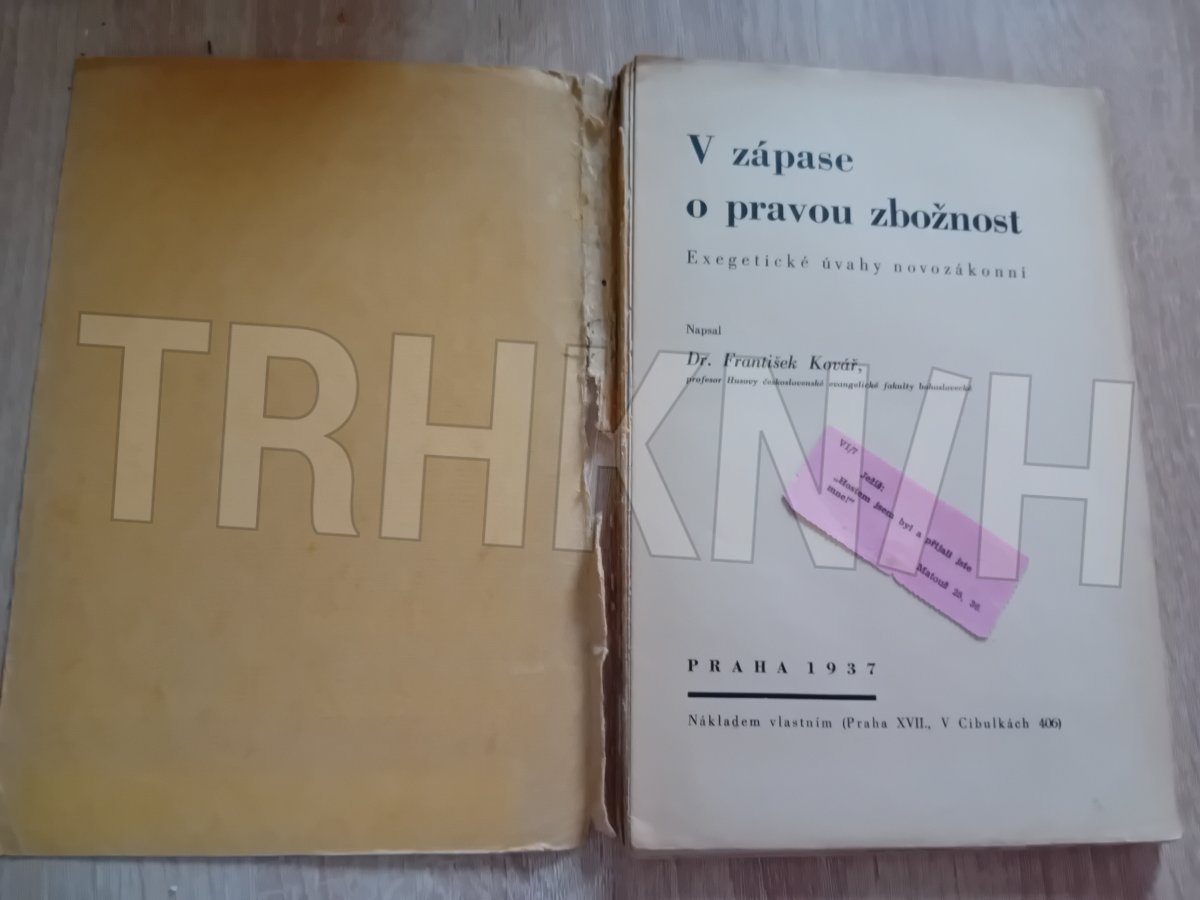 V zápase
o pravou zbožnost
Exegetické úvahy novozákonní
Napsal
Dr. František Kovář,
profesor Husovy československé evangelické fakulty bohoslovecké
VI/7
Ježíš:
„Hostem jsem byl a přijali jste
mne!“
Matouš 25, 36.
PRAHA 1937
Nákladem vlastním (Praha XVII., V Cibulkách 406)
TRHKNIH